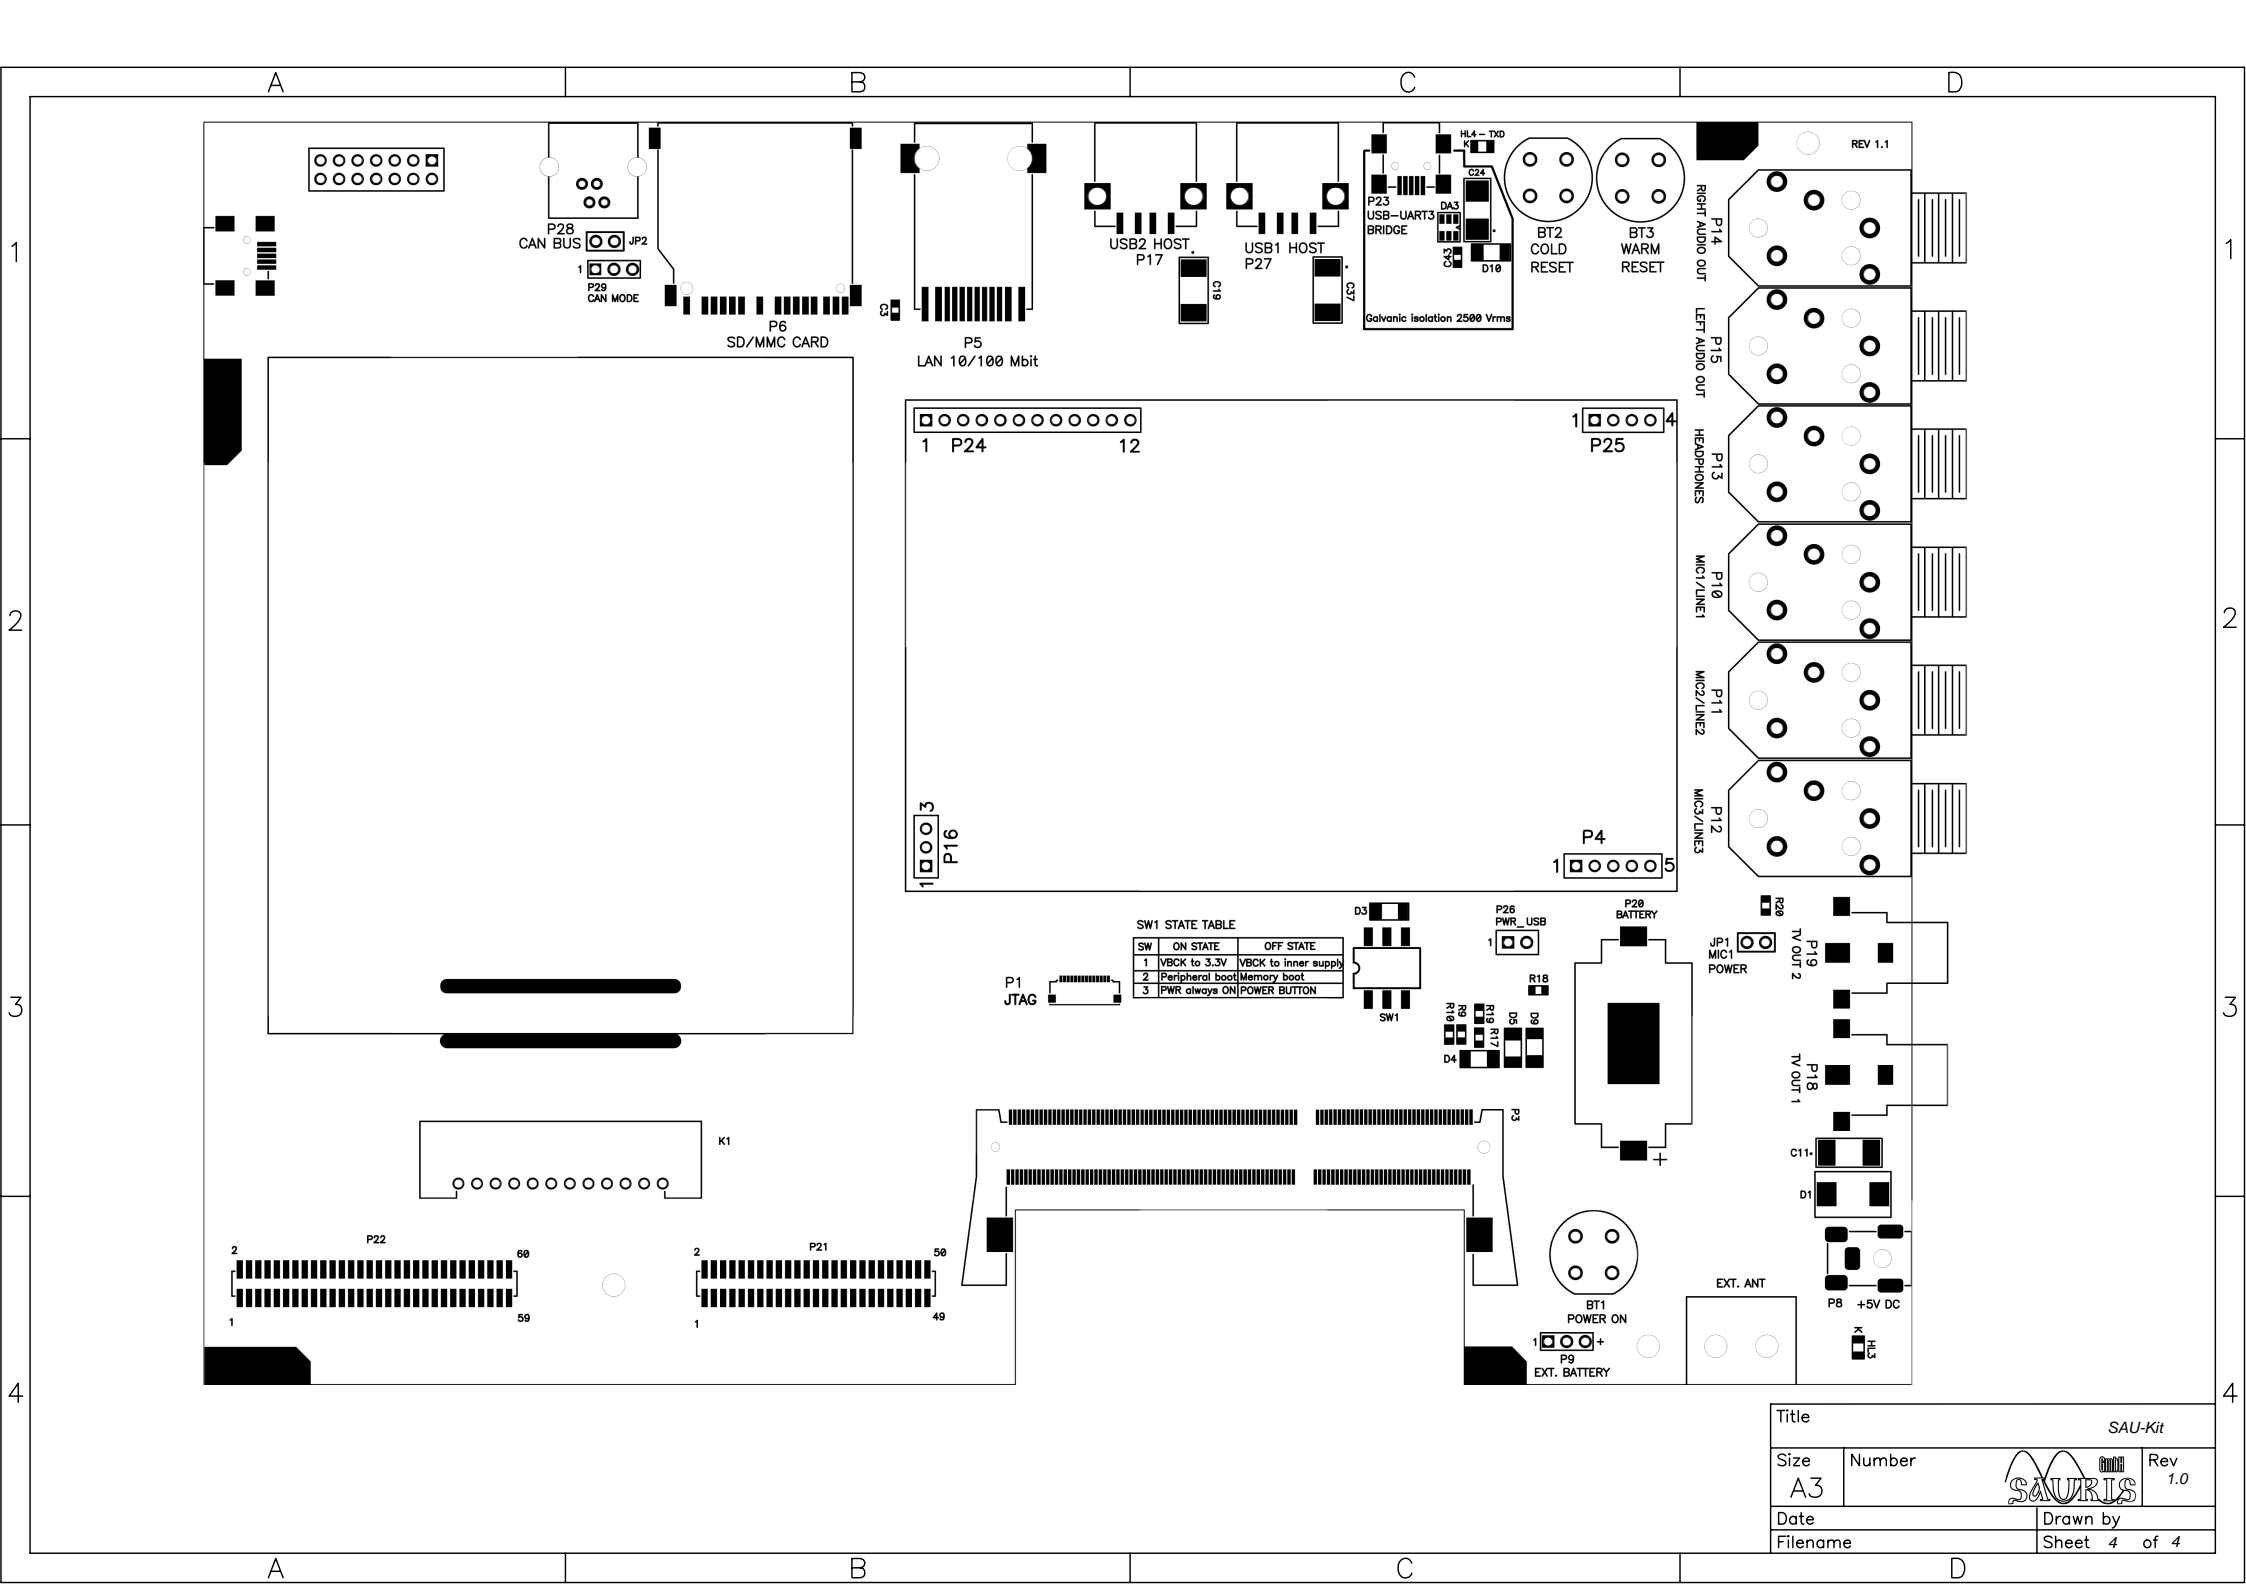 A B C D
1 1
2 2
3 3
4 4
A B C D
REV 1.1
P28
CAN BUS
JP2
1
P29
CAN MODE
P6
SD/MMC CARD
C3
P5
LAN 10/100 Mbit
USB2 HOST
P17
C19
USB1 HOST
P27
C37
P23
USB-UART3
BRIDGE
HL4 - TXD
K
C24
DA3
C43
D10
Galvanic isolation 2500 Vrms
BT2
COLD
RESET
BT3
WARM
RESET
P14
RIGHT AUDIO OUT
P15
LEFT AUDIO OUT
P13
HEADPHONES
P10
MIC1/LINE1
P11
MIC2/LINE2
P12
MIC3/LINE3
1 P24 12
1 4
P25
3
P16
1
P4
1 5
SW1 STATE TABLE
SW ON STATE OFF STATE
1 VBCK to 3.3V VBCK to inner supply
2 Peripheral boot Memory boot
3 PWR always ON POWER BUTTON
P1
JTAG
D3
SW1
P26
PWR_USB
1
R18
R10
R9
R19
R17
D5
D9
D4
P20
BATTERY
+
R20
JP1
MIC1
POWER
P19
TV OUT 2
P18
TV OUT 1
C11
D1
P3
K1
P22
2 60
1 59
P21
2 50
1 49
BT1
POWER ON
1 +
P9
EXT. BATTERY
EXT. ANT
P8 +5V DC
K
HL3
Title
SAU-Kit
Size
A3
Number
GmbH
SAURIS
Rev
1.0
Date
Drawn by
Filename
Sheet 4 of 4